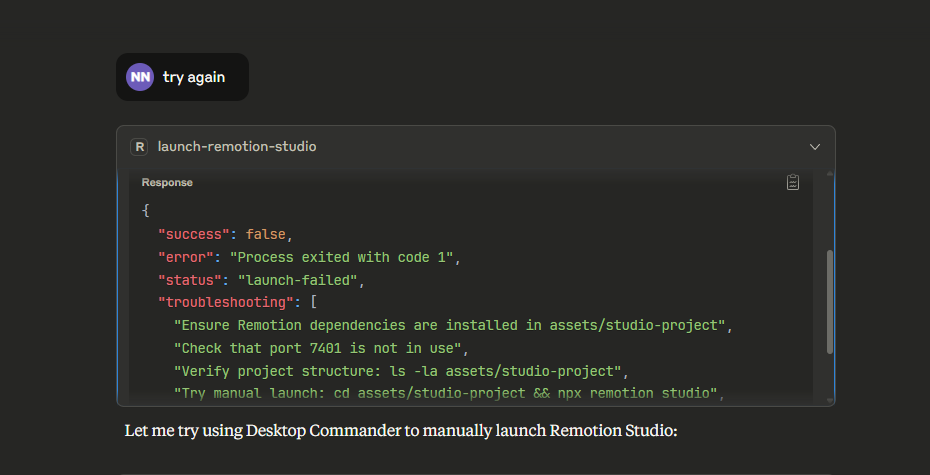 NN try again
R launch-remotion-studio
Response
{
"success": false,
"error": "Process exited with code 1",
"status": "launch-failed",
"troubleshooting": [
"Ensure Remotion dependencies are installed in assets/studio-project",
"Check that port 7401 is not in use",
"Verify project structure: ls -la assets/studio-project",
"Try manual launch: cd assets/studio-project && npx remotion studio",
Let me try using Desktop Commander to manually launch Remotion Studio: